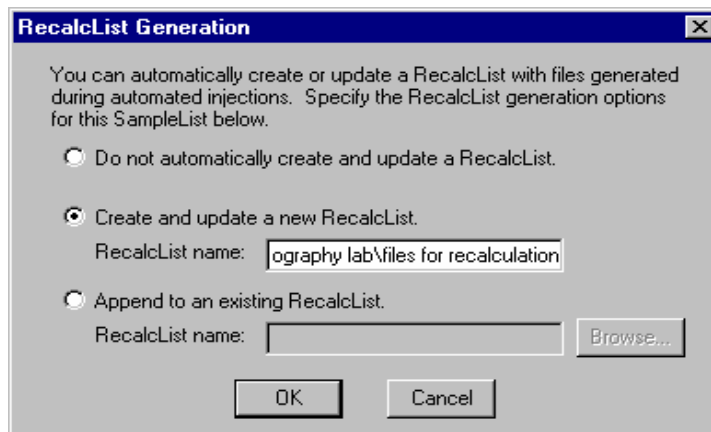 RecalcList Generation
You can automatically create or update a RecalcList with files generated
during automated injections.  Specify the RecalcList generation options
for this SampleList below.
Do not automatically create and update a RecalcList.
Create and update a new RecalcList.
RecalcList name: ography lab\files for recalculation
Append to an existing RecalcList.
RecalcList name: Browse...
OK Cancel